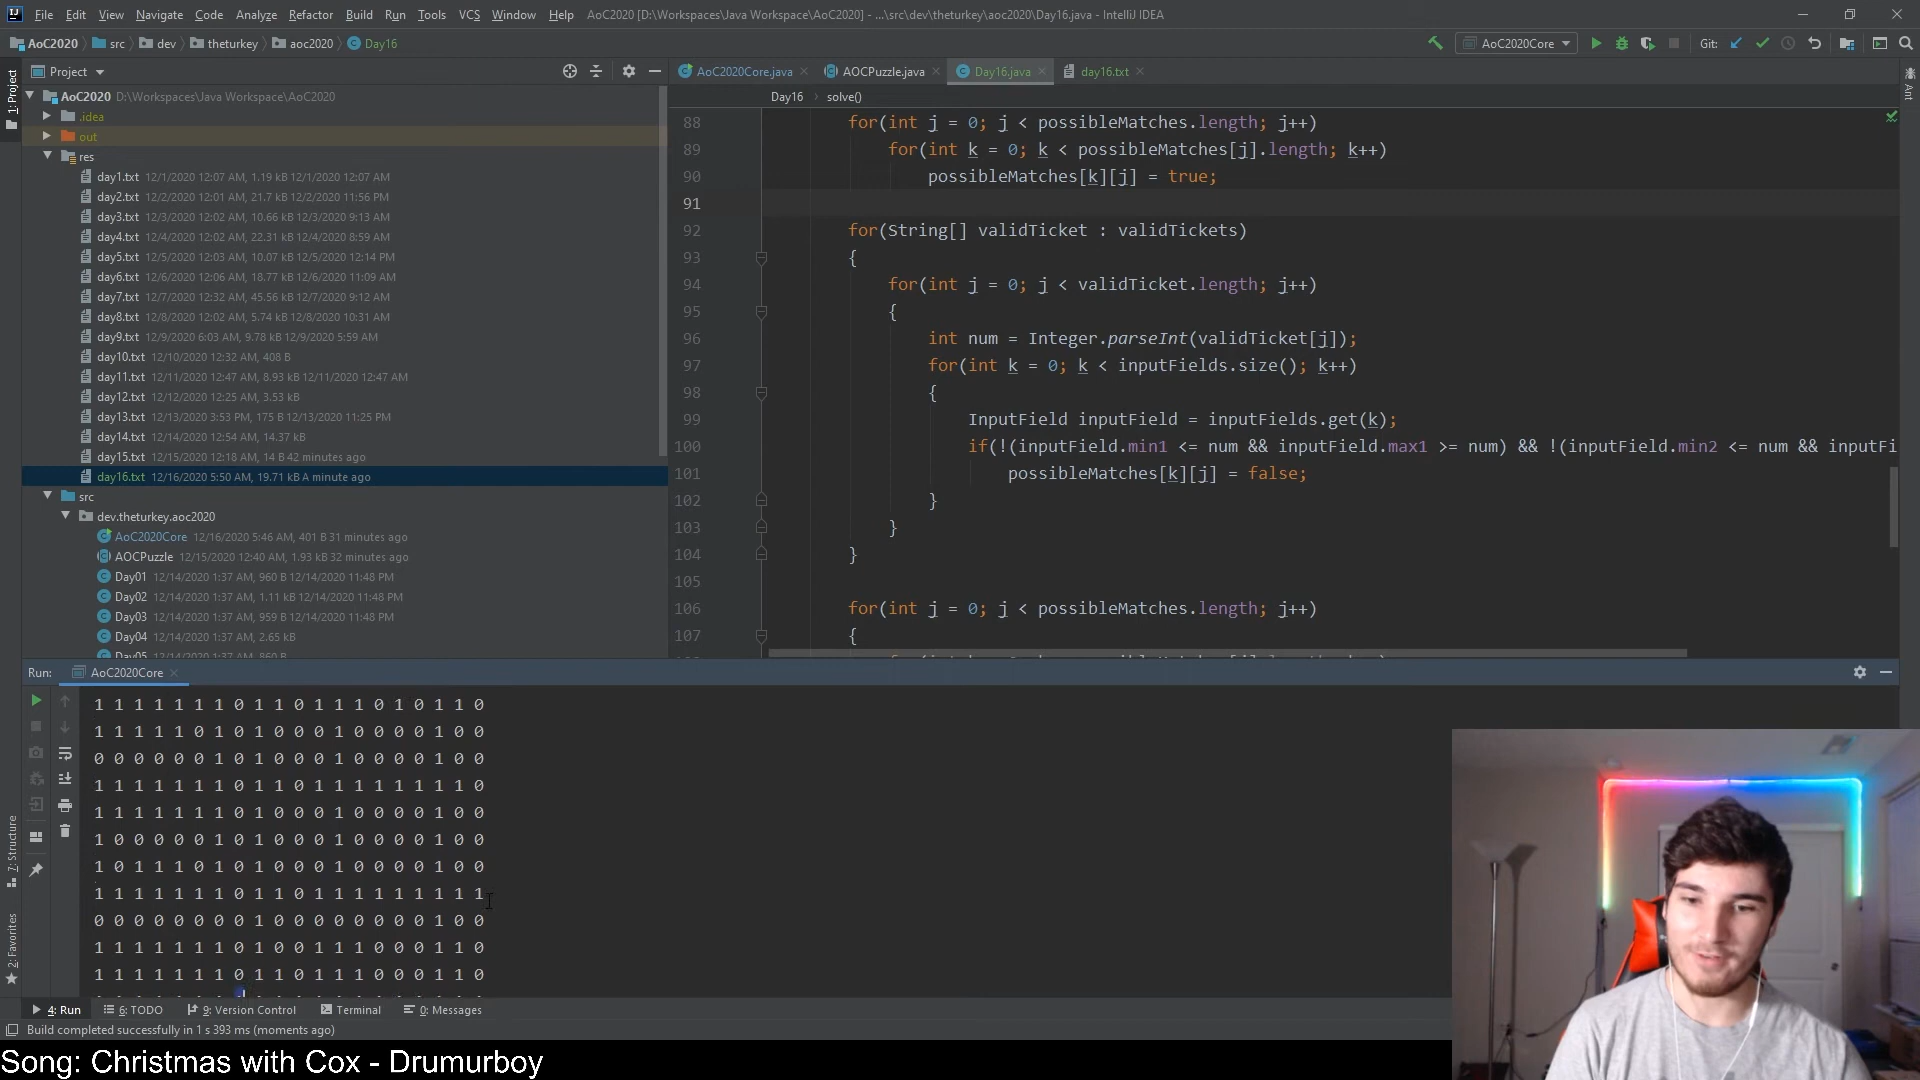 File Edit View Navigate Code Analyze Refactor Build Run Tools VCS Window Help AoC2020 [D:\Workspaces\Java Workspace\AoC2020] - ...\src\dev\theturkey\aoc2020\Day16.java - IntelliJ IDEA
AoC2020 src dev theturkey aoc2020 Day16 AoC2020Core Git:
1: Project
Project
AoC2020 D:\Workspaces\Java Workspace\AoC2020
.idea
out
res
day1.txt 12/1/2020 12:07 AM, 1.19 kB 12/1/2020 12:07 AM
day2.txt 12/2/2020 12:01 AM, 21.7 kB 12/2/2020 11:56 PM
day3.txt 12/3/2020 12:02 AM, 10.66 kB 12/3/2020 9:13 AM
day4.txt 12/4/2020 12:02 AM, 22.31 kB 12/4/2020 8:59 AM
day5.txt 12/5/2020 12:03 AM, 10.07 kB 12/5/2020 12:14 PM
day6.txt 12/6/2020 12:06 AM, 18.77 kB 12/6/2020 11:09 AM
day7.txt 12/7/2020 12:32 AM, 45.56 kB 12/7/2020 9:12 AM
day8.txt 12/8/2020 12:02 AM, 5.74 kB 12/8/2020 10:31 AM
day9.txt 12/9/2020 6:03 AM, 9.78 kB 12/9/2020 5:59 AM
day10.txt 12/10/2020 12:32 AM, 408 B
day11.txt 12/11/2020 12:47 AM, 8.93 kB 12/11/2020 12:47 AM
day12.txt 12/12/2020 12:25 AM, 3.53 kB
day13.txt 12/13/2020 3:53 PM, 175 B 12/13/2020 11:25 PM
day14.txt 12/14/2020 12:54 AM, 14.37 kB
day15.txt 12/15/2020 12:18 AM, 14 B 42 minutes ago
day16.txt 12/16/2020 5:50 AM, 19.71 kB A minute ago
src
dev.theturkey.aoc2020
AoC2020Core 12/16/2020 5:46 AM, 401 B 31 minutes ago
AOCPuzzle 12/15/2020 12:40 AM, 1.93 kB 32 minutes ago
Day01 12/14/2020 1:37 AM, 960 B 12/14/2020 11:48 PM
Day02 12/14/2020 1:37 AM, 1.11 kB 12/14/2020 11:48 PM
Day03 12/14/2020 1:37 AM, 959 B 12/14/2020 11:48 PM
Day04 12/14/2020 1:37 AM, 2.65 kB
Day05 12/14/2020 1:37 AM, 860 B
AoC2020Core.java AOCPuzzle.java Day16.java day16.txt
Day16 solve()
88 for(int j = 0; j < possibleMatches.length; j++)
89 for(int k = 0; k < possibleMatches[j].length; k++)
90 possibleMatches[k][j] = true;
91
92 for(String[] validTicket : validTickets)
93 {
94 for(int j = 0; j < validTicket.length; j++)
95 {
96 int num = Integer.parseInt(validTicket[j]);
97 for(int k = 0; k < inputFields.size(); k++)
98 {
99 InputField inputField = inputFields.get(k);
100 if(!(inputField.min1 <= num && inputField.max1 >= num) && !(inputField.min2 <= num && inputFi
101 possibleMatches[k][j] = false;
102 }
103 }
104 }
105
106 for(int j = 0; j < possibleMatches.length; j++)
107 {
Ant
Run: AoC2020Core
1 1 1 1 1 1 1 0 1 1 0 1 1 1 0 1 0 1 1 0
1 1 1 1 1 0 1 0 1 0 0 0 1 0 0 0 0 1 0 0
0 0 0 0 0 0 1 0 1 0 0 0 1 0 0 0 0 1 0 0
1 1 1 1 1 1 1 0 1 1 0 1 1 1 1 1 1 1 1 0
1 1 1 1 1 1 1 0 1 0 0 0 1 0 0 0 0 1 0 0
1 0 0 0 0 0 1 0 1 0 0 0 1 0 0 0 0 1 0 0
1 0 1 1 1 0 1 0 1 0 0 0 1 0 0 0 0 1 0 0
1 1 1 1 1 1 1 0 1 1 0 1 1 1 1 1 1 1 1 1
0 0 0 0 0 0 0 0 1 0 0 0 0 0 0 0 0 1 0 0
1 1 1 1 1 1 1 0 1 0 0 1 1 1 0 0 0 1 1 0
1 1 1 1 1 1 1 0 1 1 0 1 1 1 0 0 0 1 1 0
7: Structure
2: Favorites
4: Run 6: TODO 9: Version Control Terminal 0: Messages
Build completed successfully in 1 s 393 ms (moments ago)
Song: Christmas with Cox - Drumurboy